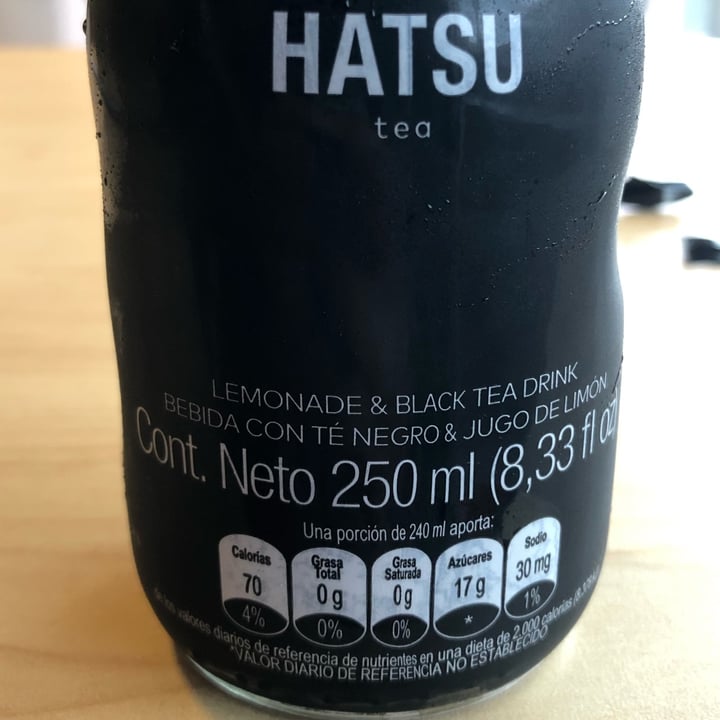 HATSU
tea
LEMONADE & BLACK TEA DRINK
BEBIDA CON TÉ NEGRO & JUGO DE LIMÓN
Cont. Neto 250 ml (8,33 fl oz)
Una porción de 240 ml aporta:
Calorías 70 4%
Grasa Total 0 g 0%
Grasa Saturada 0 g 0%
Azúcares 17 g *
Sodio 30 mg 1%
de los valores diarios de referencia de nutrientes en una dieta de 2.000 calorías
*VALOR DIARIO DE REFERENCIA NO ESTABLECIDO